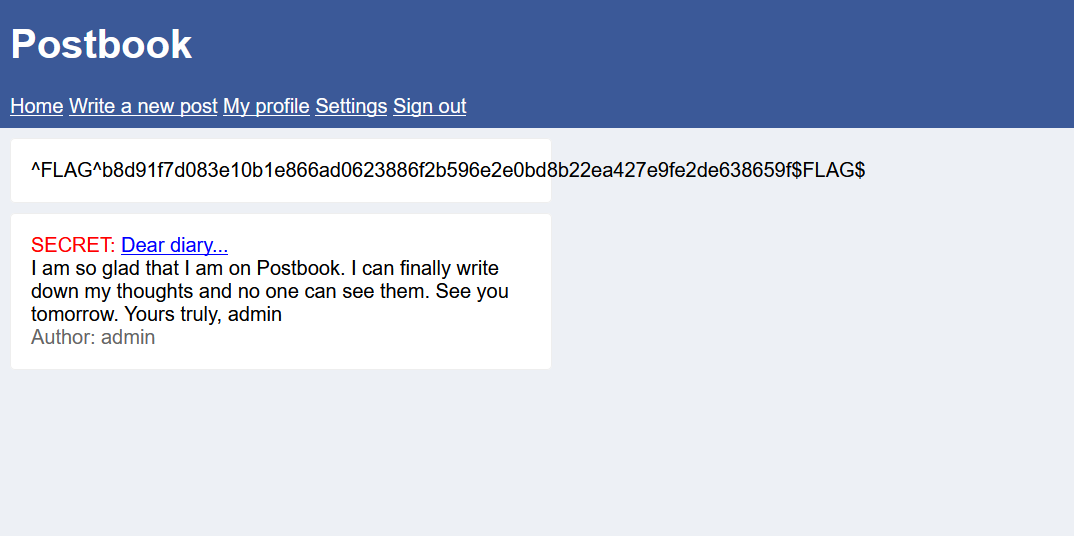 Postbook
Home Write a new post My profile Settings Sign out
^FLAG^b8d91f7d083e10b1e866ad0623886f2b596e2e0bd8b22ea427e9fe2de638659f$FLAG$
SECRET: Dear diary...
I am so glad that I am on Postbook. I can finally write
down my thoughts and no one can see them. See you
tomorrow. Yours truly, admin
Author: admin